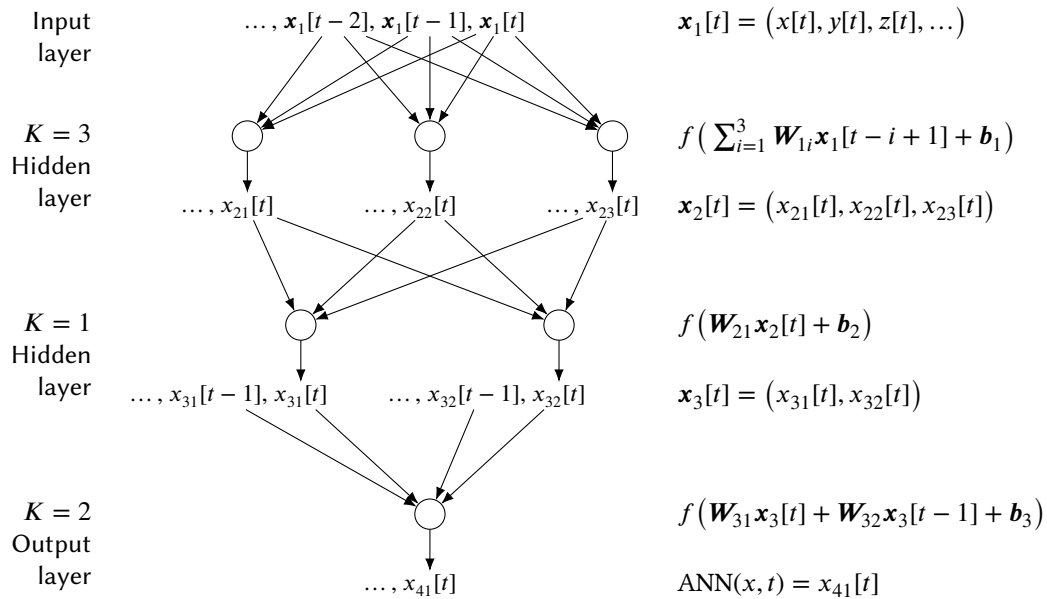 Input layer
… , 𝒙₁[t − 2], 𝒙₁[t − 1], 𝒙₁[t]
𝒙₁[t] = (x[t], y[t], z[t], …)
K = 3
Hidden layer
f(∑³ᵢ₌₁ 𝑾₁ᵢ𝒙₁[t − i + 1] + 𝒃₁)
… , x₂₁[t]
… , x₂₂[t]
… , x₂₃[t]
𝒙₂[t] = (x₂₁[t], x₂₂[t], x₂₃[t])
K = 1
Hidden layer
f(𝑾₂₁𝒙₂[t] + 𝒃₂)
… , x₃₁[t − 1], x₃₁[t]
… , x₃₂[t − 1], x₃₂[t]
𝒙₃[t] = (x₃₁[t], x₃₂[t])
K = 2
Output layer
f(𝑾₃₁𝒙₃[t] + 𝑾₃₂𝒙₃[t − 1] + 𝒃₃)
… , x₄₁[t]
ANN(x, t) = x₄₁[t]